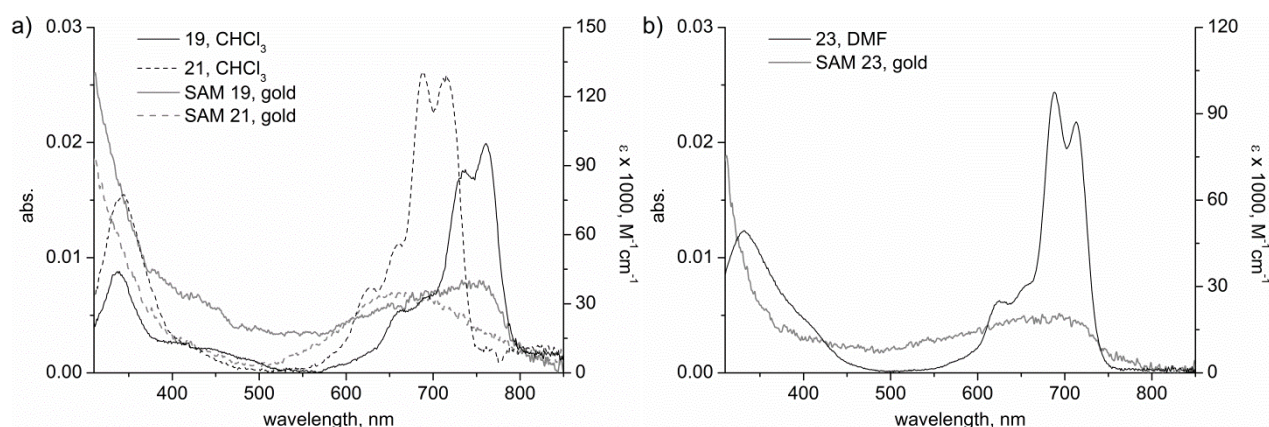 a)
19, CHCl₃
21, CHCl₃
SAM 19, gold
SAM 21, gold
abs.
0.03
0.02
0.01
0.00
150
120
90
60
30
0
ε x 1000, M⁻¹cm⁻¹
400 500 600 700 800
wavelength, nm
b)
23, DMF
SAM 23, gold
abs.
0.03
0.02
0.01
0.00
120
90
60
30
0
ε x 1000, M⁻¹cm⁻¹
400 500 600 700 800
wavelength, nm